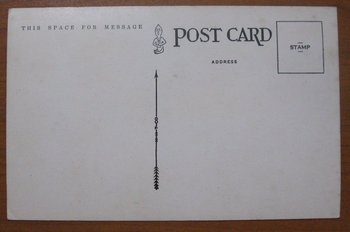 THIS SPACE FOR MESSAGE
POST CARD
ADDRESS
STAMP